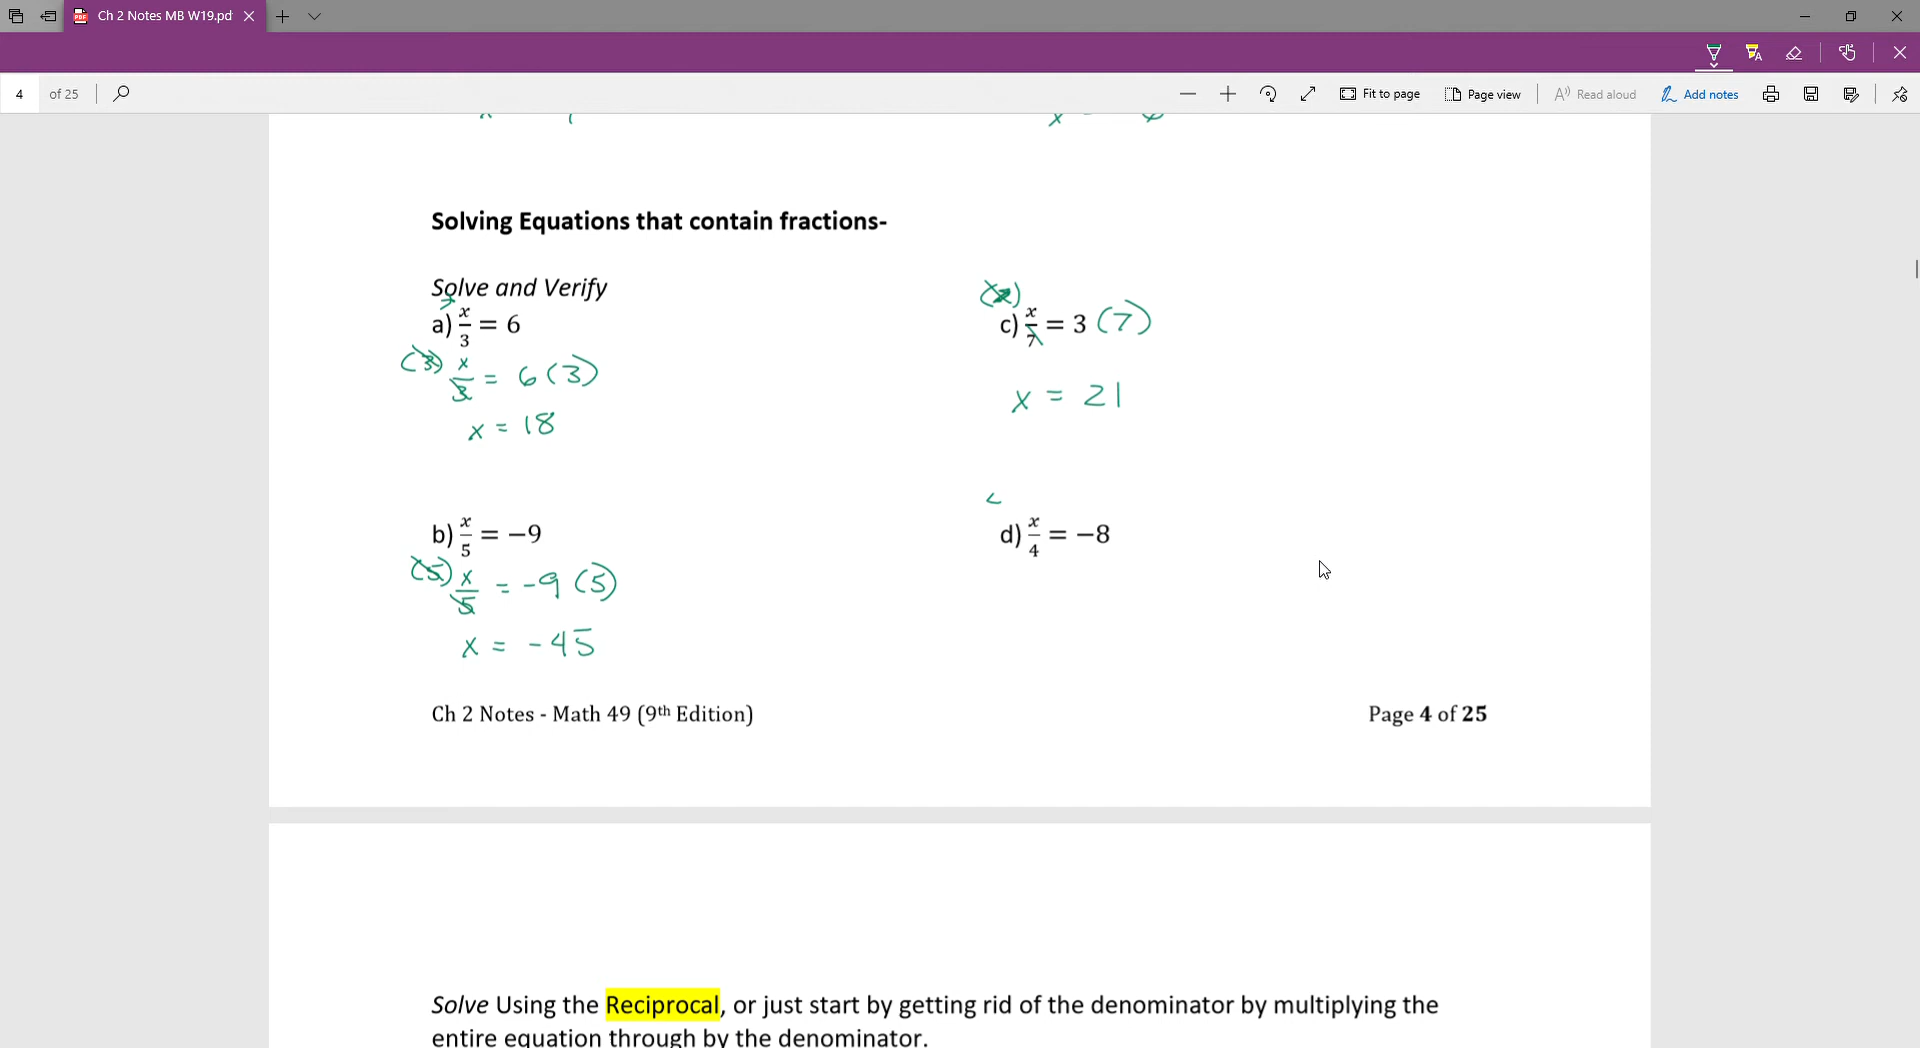 Ch 2 Notes MB W19.pd
4 of 25
Fit to page
Page view
Read aloud
Add notes
Solving Equations that contain fractions-
Solve and Verify
a) x/3 = 6
(3) x/3 = 6 (3)
x = 18
b) x/5 = −9
(5) x/5 = -9 (5)
x = -45
c) x/7 = 3 (7)
x = 21
d) x/4 = −8
Ch 2 Notes - Math 49 (9th Edition)
Page 4 of 25
Solve Using the Reciprocal, or just start by getting rid of the denominator by multiplying the
entire equation through by the denominator.